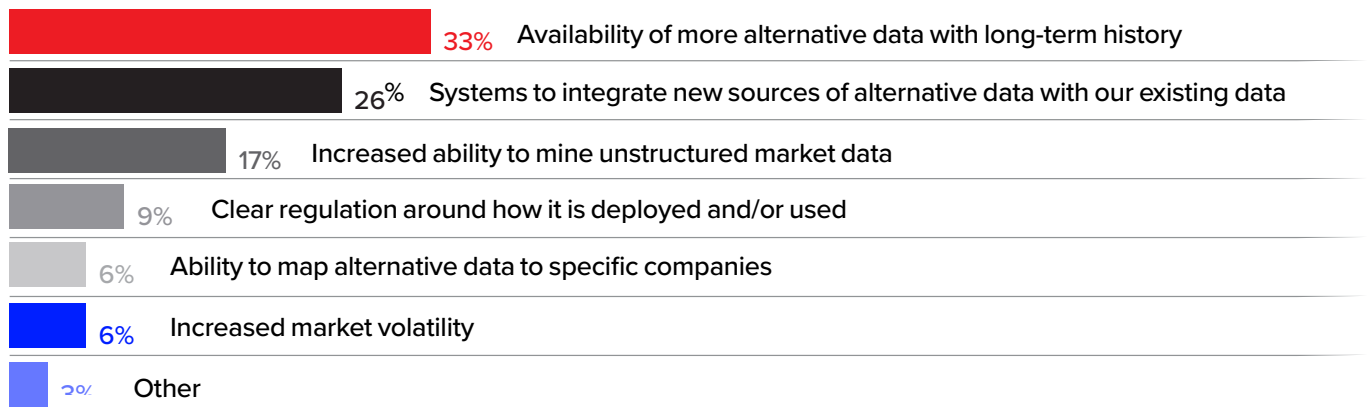 33% Availability of more alternative data with long-term history
26% Systems to integrate new sources of alternative data with our existing data
17% Increased ability to mine unstructured market data
9% Clear regulation around how it is deployed and/or used
6% Ability to map alternative data to specific companies
6% Increased market volatility
3% Other